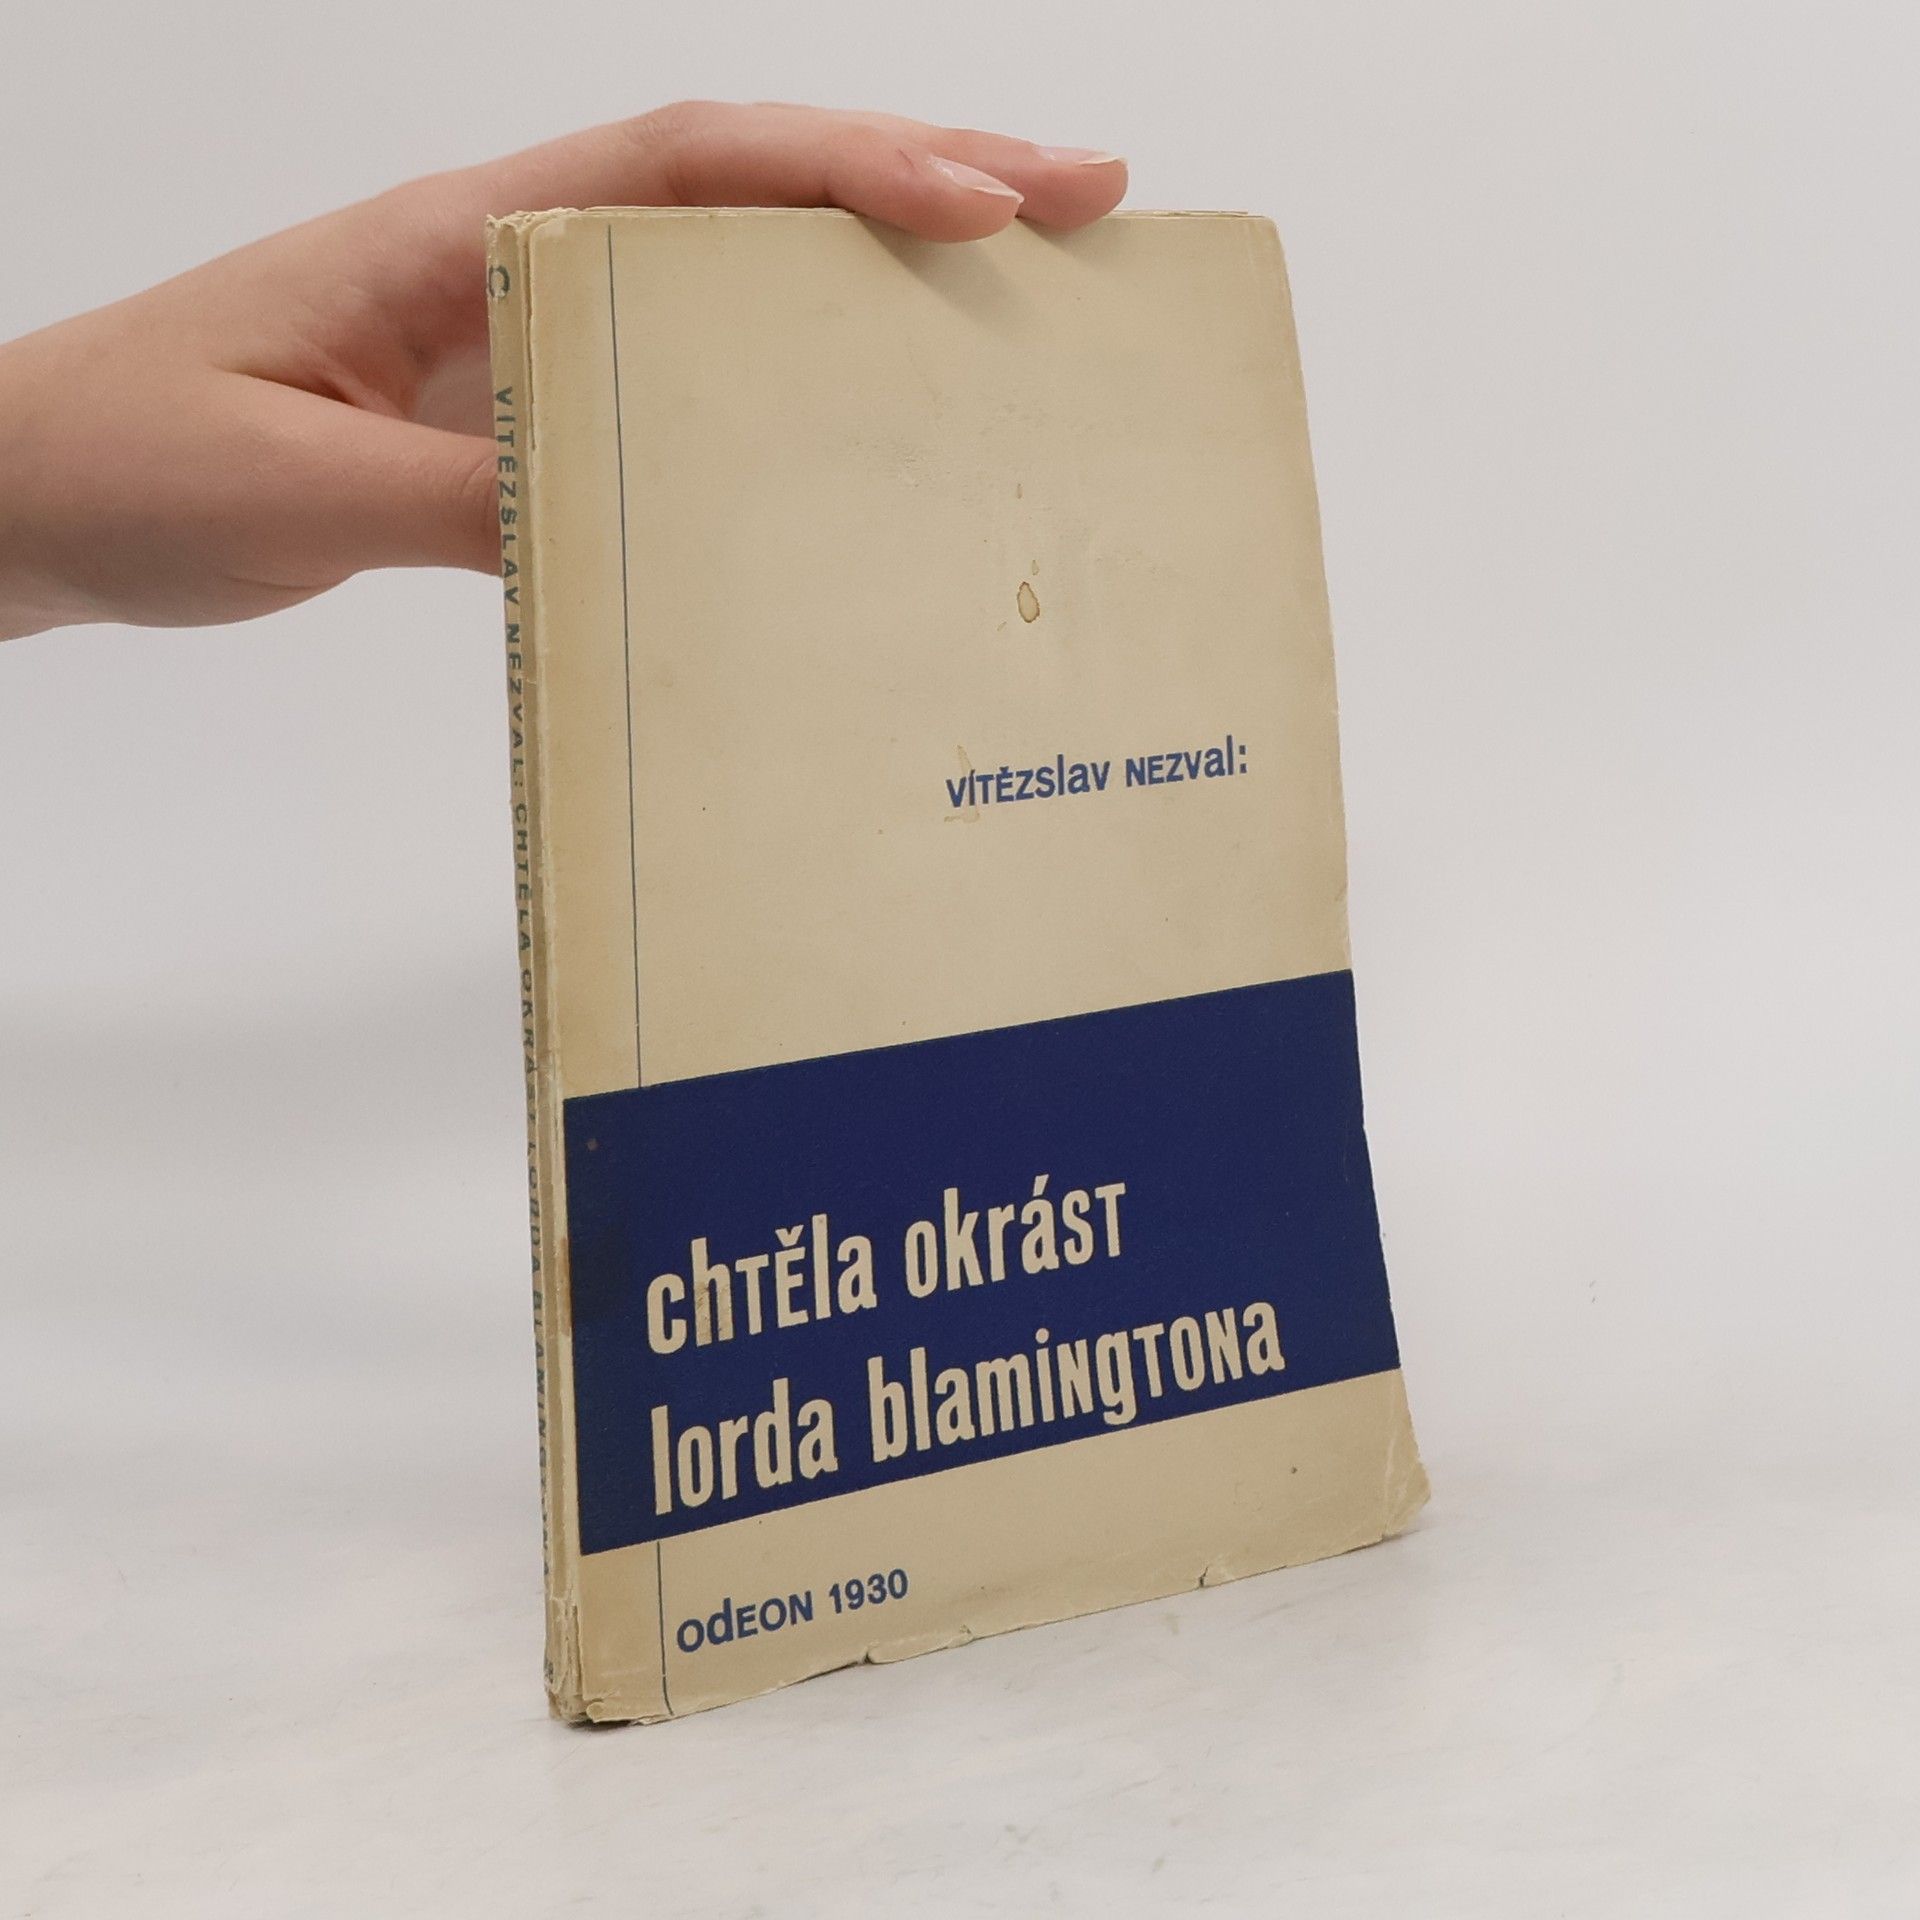 C VÍTĚZSLAV NEZVAL: CHTĚLA OKRÁST LORDA BLAMINGTONA
vítězslav nezval:
chtěla okrást
lorda blamingtona
odeon 1930